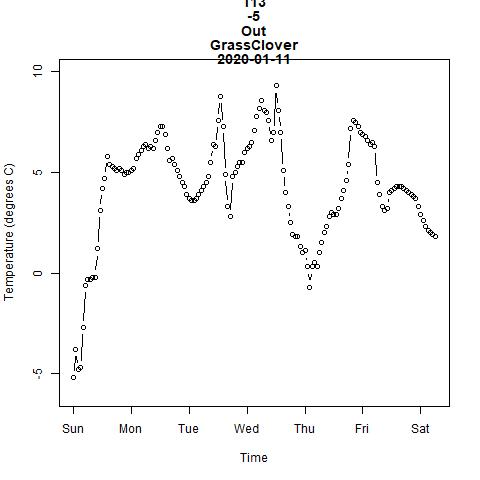 T13
-5
Out
GrassClover
2020-01-11
10
5
0
-5
Temperature (degrees C)
Sun Mon Tue Wed Thu Fri Sat
Time